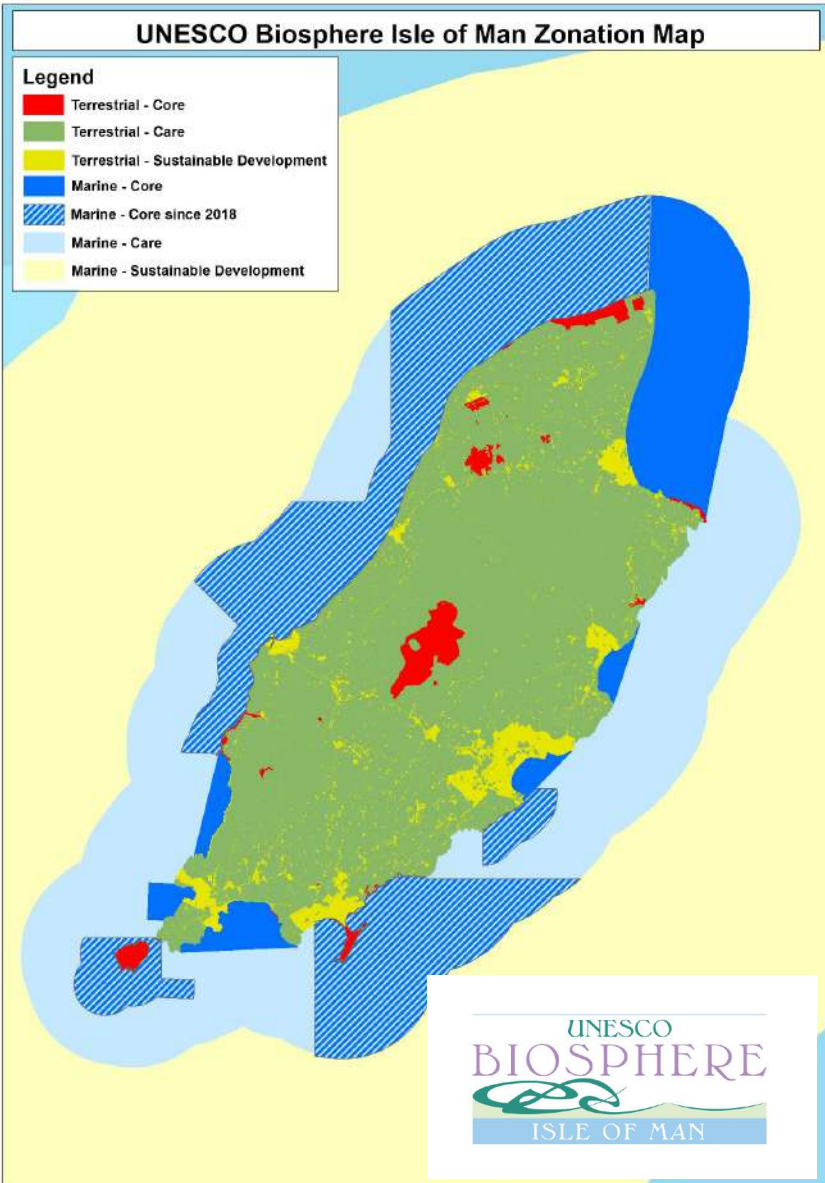 UNESCO Biosphere Isle of Man Zonation Map
Legend
Terrestrial - Core
Terrestrial - Care
Terrestrial - Sustainable Development
Marine - Core
Marine - Core since 2018
Marine - Care
Marine - Sustainable Development
UNESCO
BIOSPHERE
ISLE OF MAN